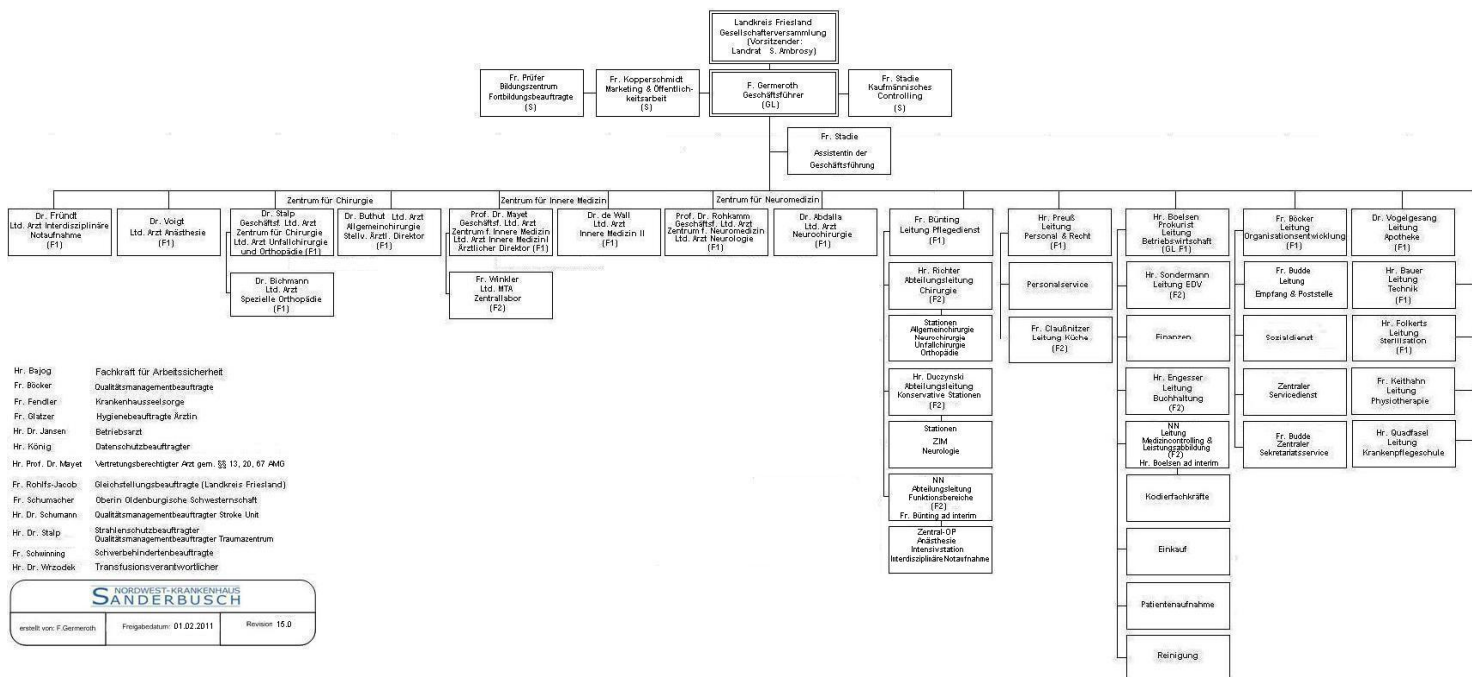 Landkreis Friesland
Gesellschafterversammlung
(Vorsitzender:
Landrat S. Ambrosy)
Fr. Prüfer
Bildungszentrum
Fortbildungsbeauftragte
(S)
Fr. Kopperschmidt
Marketing & Öffentlich-
keitsarbeit
(S)
F. Germeroth
Geschäftsführer
(GL)
Fr. Stadie
Kaufmännisches
Controlling
(S)
Fr. Stadie
Assistentin der
Geschäftsführung
Zentrum für Chirurgie
Zentrum für Innere Medizin
Zentrum für Neuromedizin
Dr. Fründt
Ltd. Arzt Interdisziplinäre
Notaufnahme
(F1)
Dr. Voigt
Ltd. Arzt Anästhesie
(F1)
Dr. Stalp
Geschäftsf. Ltd. Arzt
Zentrum für Chirurgie
Ltd. Arzt Unfallchirurgie
und Orthopädie (F1)
Dr. Bichmann
Ltd. Arzt
Spezielle Orthopädie
(F1)
Dr. Buthut Ltd. Arzt
Allgemeinchirurgie
Stellv. Ärztl. Direktor
(F1)
Prof. Dr. Mayet
Geschäftsf. Ltd. Arzt
Zentrum f. Innere Medizin
Ltd. Arzt Innere Medizin I
Ärztlicher Direktor (F1)
Fr. Winkler
Ltd. MTA
Zentrallabor
(F2)
Dr. de Wall
Ltd. Arzt
Innere Medizin II
(F1)
Prof. Dr. Rohkamm
Geschäftsf. Ltd. Arzt
Zentrum f. Neuromedizin
Ltd. Arzt Neurologie
(F1)
Dr. Abdalla
Ltd. Arzt
Neurochirurgie
(F1)
Fr. Bünting
Leitung Pflegedienst
(F1)
Hr. Richter
Abteilungsleitung
Chirurgie
(F2)
Stationen
Allgemeinchirurgie
Neurochirurgie
Unfallchirurgie
Orthopädie
Hr. Duczynski
Abteilungsleitung
Konservative Stationen
(F2)
Stationen
ZIM
Neurologie
NN
Abteilungsleitung
Funktionsbereiche
(F2)
Fr. Bünting ad interim
Zentral-OP
Anästhesie
Intensivstation
Interdisziplinäre Notaufnahme
Hr. Preuß
Leitung
Personal & Recht
(F1)
Personalservice
Fr. Claußnitzer
Leitung Küche
(F2)
Hr. Boelsen
Prokurist
Leitung
Betriebswirtschaft
(GL F1)
Hr. Sondermann
Leitung EDV
(F2)
Finanzen
Hr. Engesser
Leitung
Buchhaltung
(F2)
NN
Leitung
Medizincontrolling &
Leistungsabbildung
(F2)
Hr. Boelsen ad interim
Kodierfachkräfte
Einkauf
Patientenaufnahme
Reinigung
Fr. Böcker
Leitung
Organisationsentwicklung
(F1)
Fr. Budde
Leitung
Empfang & Poststelle
Sozialdienst
Zentraler
Servicedienst
Fr. Budde
Zentraler
Sekretariatsservice
Dr. Vogelgesang
Leitung
Apotheke
(F1)
Hr. Bauer
Leitung
Technik
(F1)
Hr. Folkerts
Leitung
Sterilisation
(F1)
Fr. Keithahn
Leitung
Physiotherapie
Hr. Quadfasel
Leitung
Krankenpflegeschule
Hr. Bajog Fachkraft für Arbeitssicherheit
Fr. Böcker Qualitätsmanagementbeauftragte
Fr. Fendler Krankenhausseelsorge
Fr. Glatzer Hygienebeauftragte Ärztin
Hr. Dr. Jansen Betriebsarzt
Hr. König Datenschutzbeauftragter
Hr. Prof. Dr. Mayet Vertretungsberechtigter Arzt gem. §§ 13, 20, 67 AMG
Fr. Rohlfs-Jacob Gleichstellungsbeauftragte (Landkreis Friesland)
Fr. Schumacher Oberin Oldenburgische Schwesternschaft
Hr. Dr. Schumann Qualitätsmanagementbeauftragter Stroke Unit
Hr. Dr. Stalp Strahlenschutzbeauftragter
Qualitätsmanagementbeauftragter Traumazentrum
Fr. Schwinning Schwerbehindertenbeauftragte
Hr. Dr. Wrzodek Transfusionsverantwortlicher
NORDWEST-KRANKENHAUS
SANDERBUSCH
erstellt von: F.Germeroth Freigabedatum: 01.02.2011 Revision 15.0